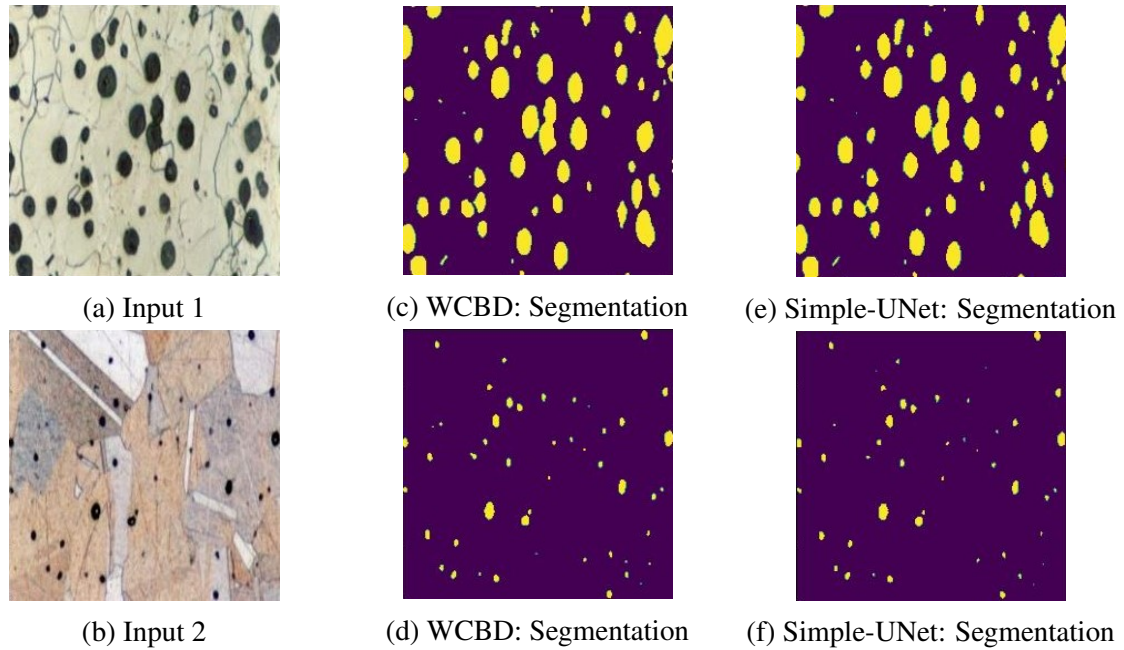 (a) Input 1
(c) WCBD: Segmentation
(e) Simple-UNet: Segmentation
(b) Input 2
(d) WCBD: Segmentation
(f) Simple-UNet: Segmentation